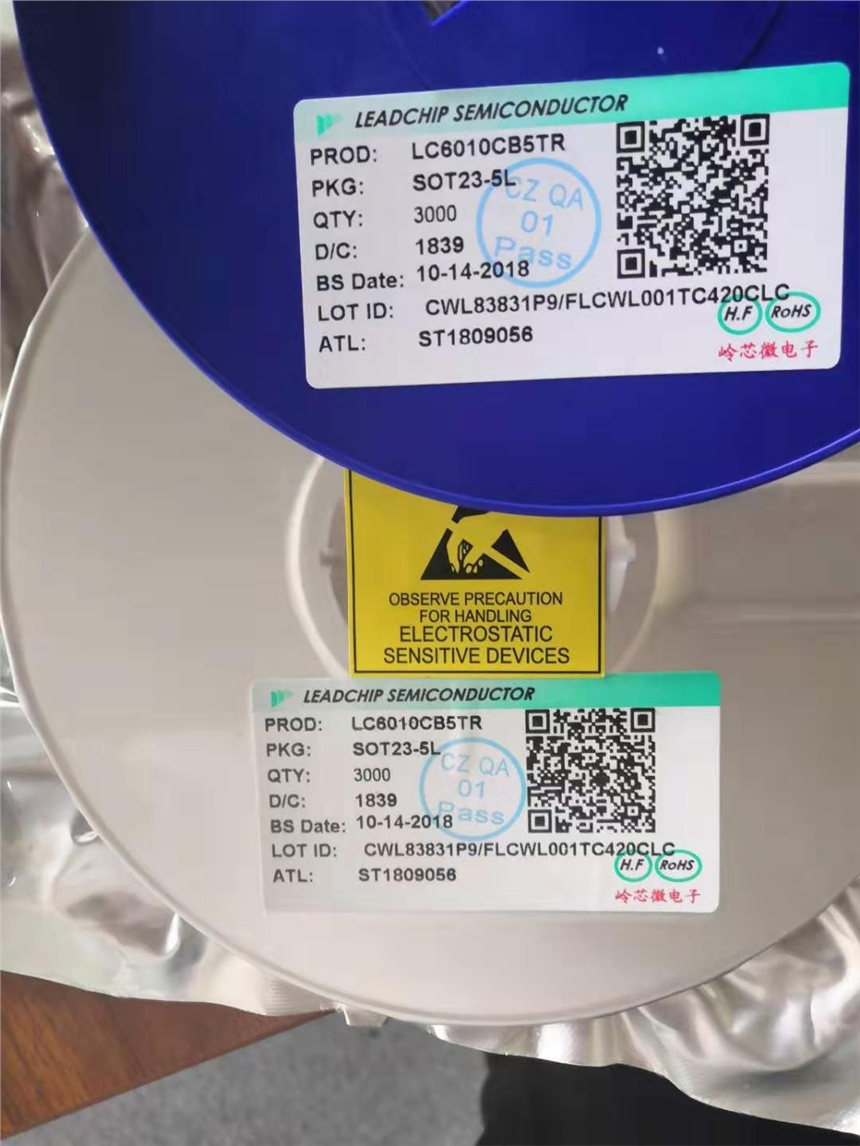 LEADCHIP SEMICONDUCTOR
PROD: LC6010CB5TR
PKG: SOT23-5L
QTY: 3000
D/C: 1839
BS Date: 10-14-2018
LOT ID: CWL83831P9/FLCWL001TC420CLC
ATL: ST1809056
CZ QA
01
Pass
H.F RoHS
岭芯微电子
OBSERVE PRECAUTION
FOR HANDLING
ELECTROSTATIC
SENSITIVE DEVICES
LEADCHIP SEMICONDUCTOR
PROD: LC6010CB5TR
PKG: SOT23-5L
QTY: 3000
D/C: 1839
BS Date: 10-14-2018
LOT ID: CWL83831P9/FLCWL001TC420CLC
ATL: ST1809056
CZ QA
01
Pass
H.F RoHS
岭芯微电子